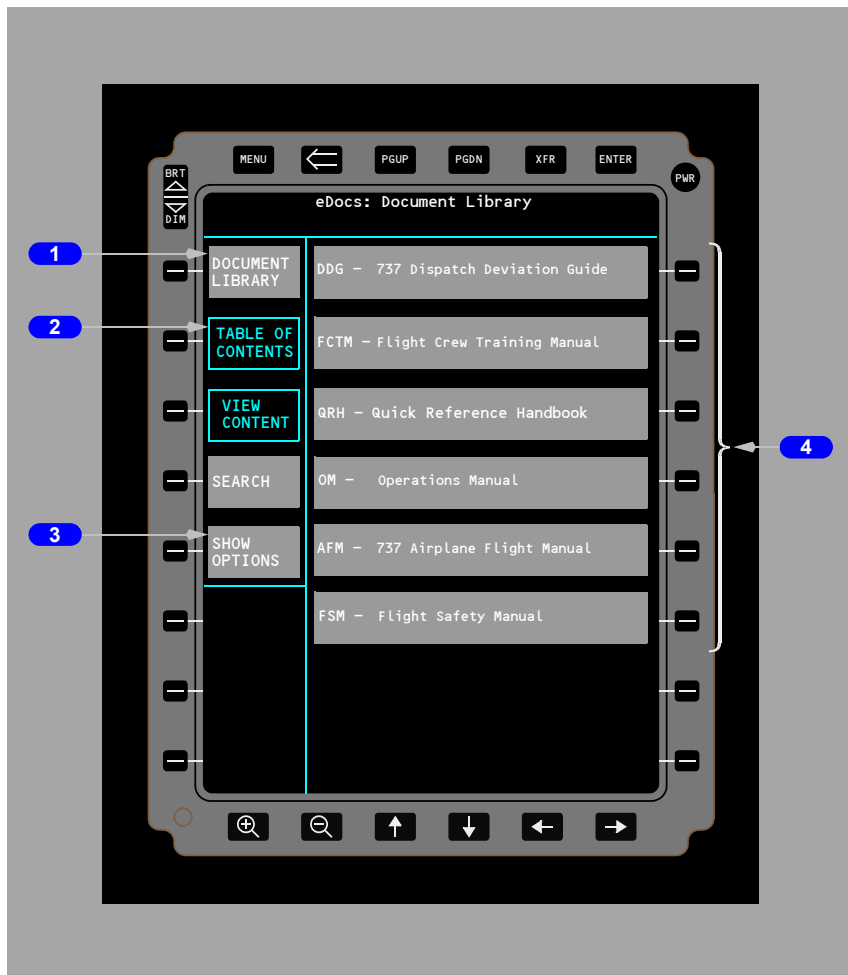 MENU
PGUP
PGDN
XFR
ENTER
BRT
DIM
PWR
eDocs: Document Library
1
DOCUMENT
LIBRARY
DDG – 737 Dispatch Deviation Guide
2
TABLE OF
CONTENTS
FCTM – Flight Crew Training Manual
VIEW
CONTENT
QRH – Quick Reference Handbook
4
SEARCH
OM – Operations Manual
3
SHOW
OPTIONS
AFM – 737 Airplane Flight Manual
FSM – Flight Safety Manual